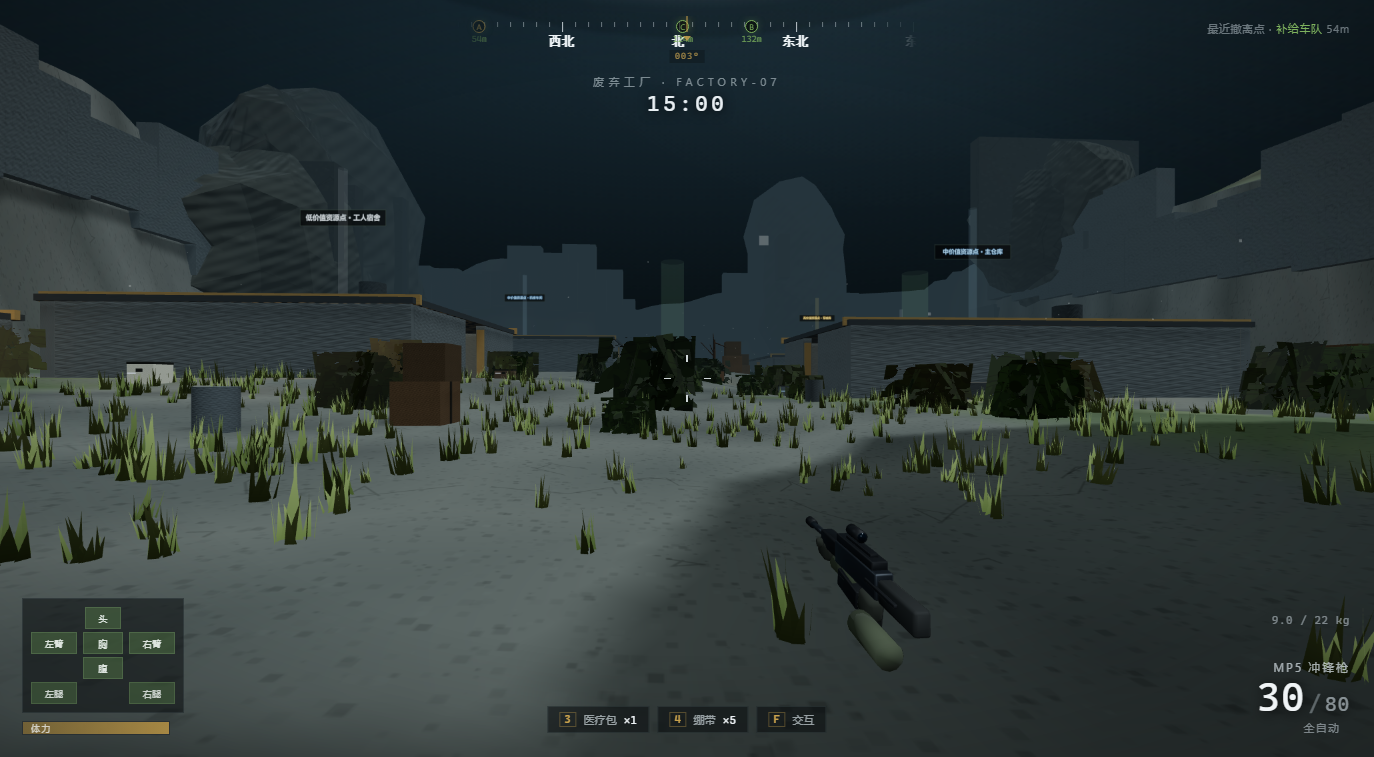 A
C
B
50m
132m
西北
北
东北
003°
最近撤离点 · 补给车队 54m
废弃工厂 · FACTORY-07
15:00
低价值资源点・工人宿舍
中价值资源点・主仓库
头
左臂
胸
右臂
腹
左腿
右腿
体力
3 医疗包 ×1
4 绷带 ×5
F 交互
9.0 / 22 kg
MP5 冲锋枪
30/80
全自动